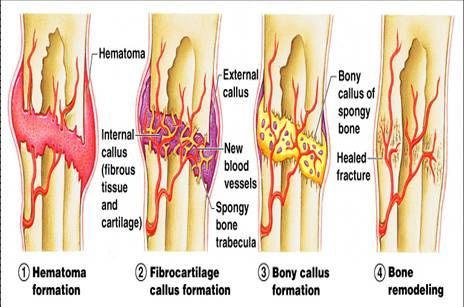 Hematoma
Internal
callus
(fibrous
tissue
and
cartilage)
External
callus
New
blood
vessels
Spongy
bone
trabecula
Bony
callus of
spongy
bone
Healed
fracture
1 Hematoma
formation
2 Fibrocartilage
callus formation
3 Bony callus
formation
4 Bone
remodeling